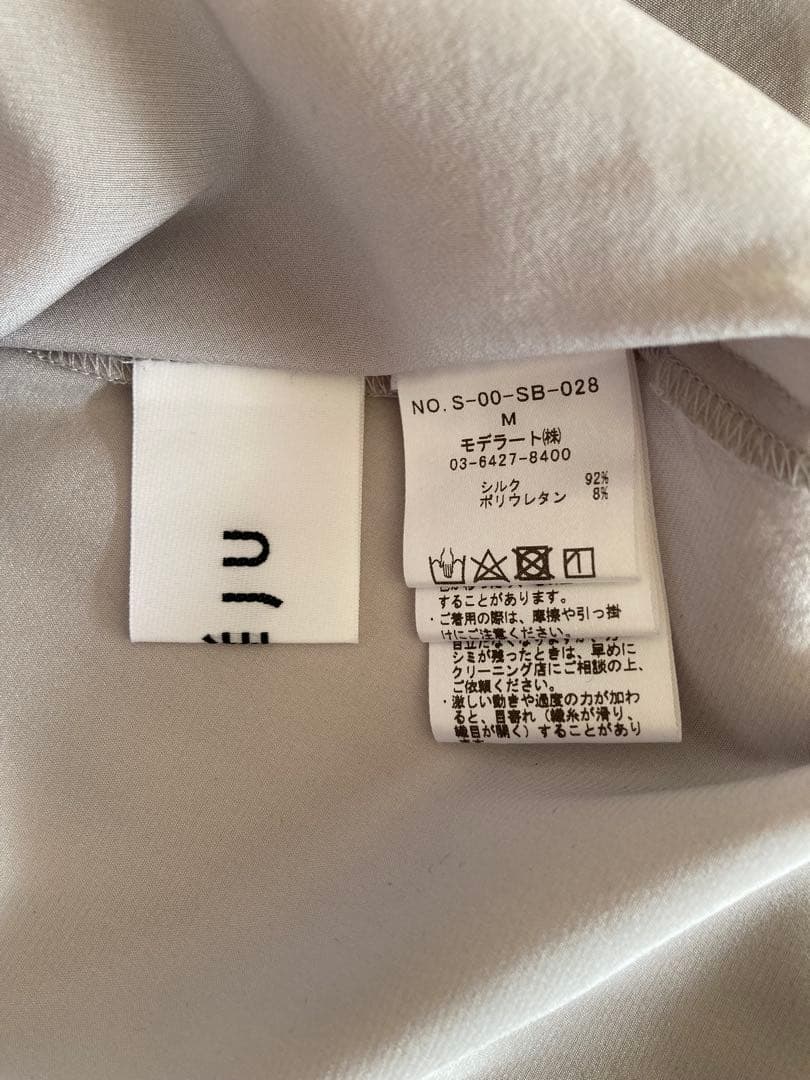 NO.S-00-SB-028
M
モデラート㈱
03-6427-8400
シルク 92%
ポリウレタン 8%
することがあります。
・ご着用の際は、摩擦や引っ掛
けにご注意ください。
シミが残ったときは、早めに
クリーニング店にご相談の上、
ご依頼ください。
・激しい動きや過度の力が加わ
ると、目寄れ（織糸が滑り、
織目が開く）することがあり